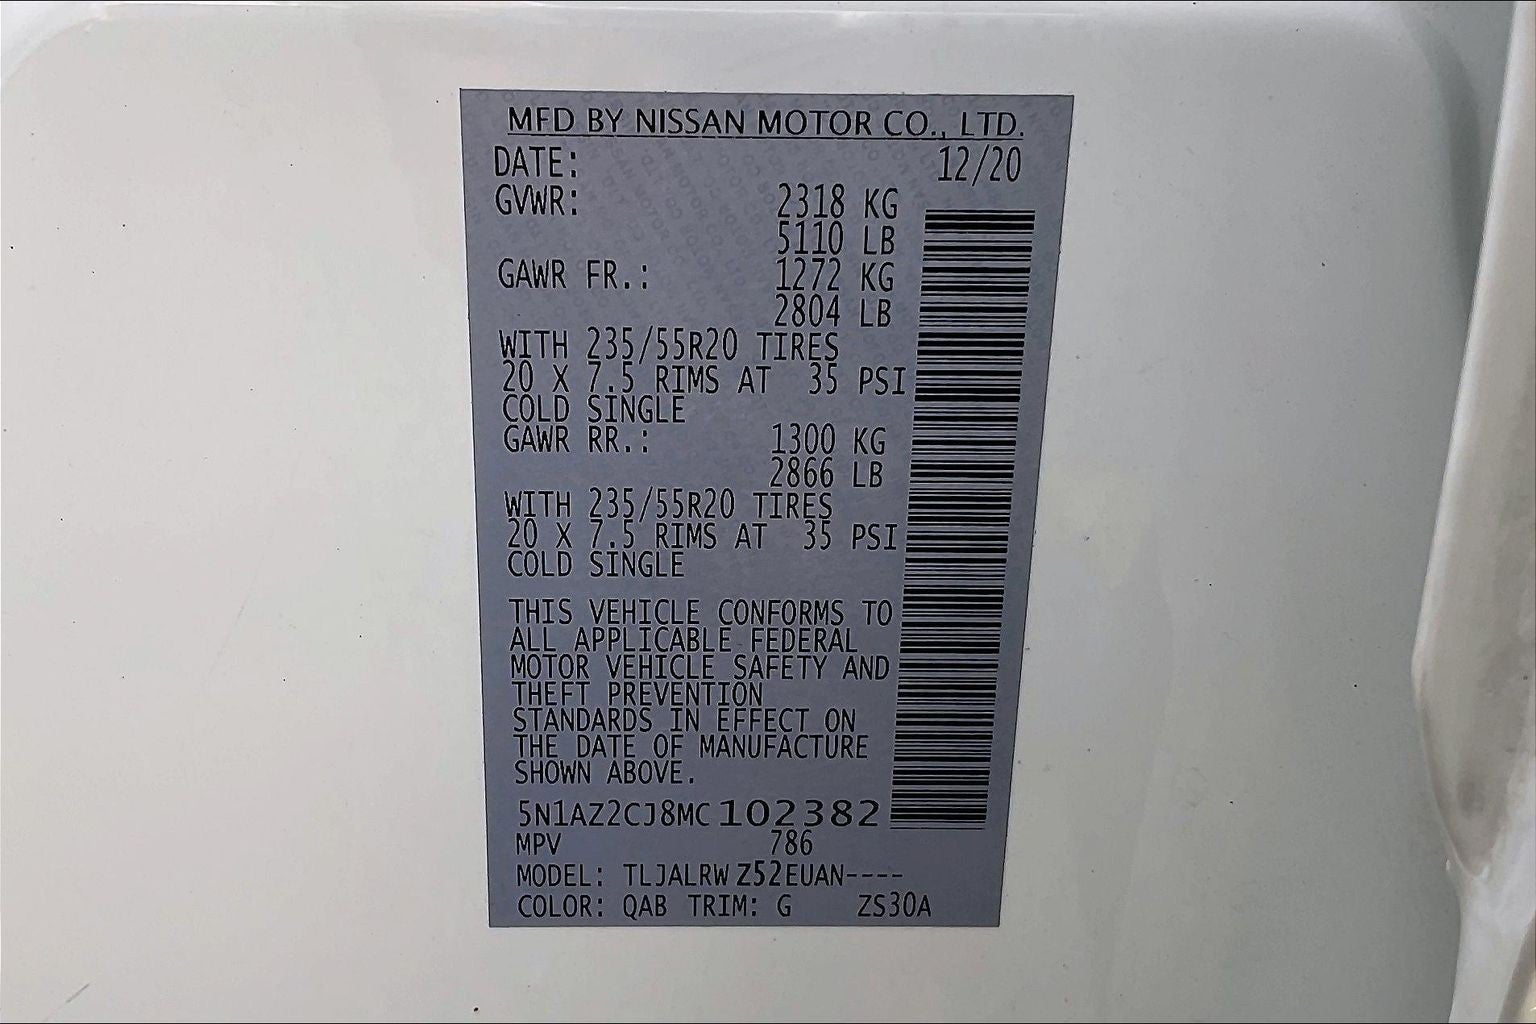 MFD BY NISSAN MOTOR CO., LTD.
DATE: 12/20
GVWR: 2318 KG
5110 LB
GAWR FR.: 1272 KG
2804 LB
WITH 235/55R20 TIRES
20 X 7.5 RIMS AT 35 PSI
COLD SINGLE
GAWR RR.: 1300 KG
2866 LB
WITH 235/55R20 TIRES
20 X 7.5 RIMS AT 35 PSI
COLD SINGLE
THIS VEHICLE CONFORMS TO
ALL APPLICABLE FEDERAL
MOTOR VEHICLE SAFETY AND
THEFT PREVENTION
STANDARDS IN EFFECT ON
THE DATE OF MANUFACTURE
SHOWN ABOVE.
5N1AZ2CJ8MC102382
MPV 786
MODEL: TLJALRW Z52EUAN----
COLOR: QAB TRIM: G ZS30A